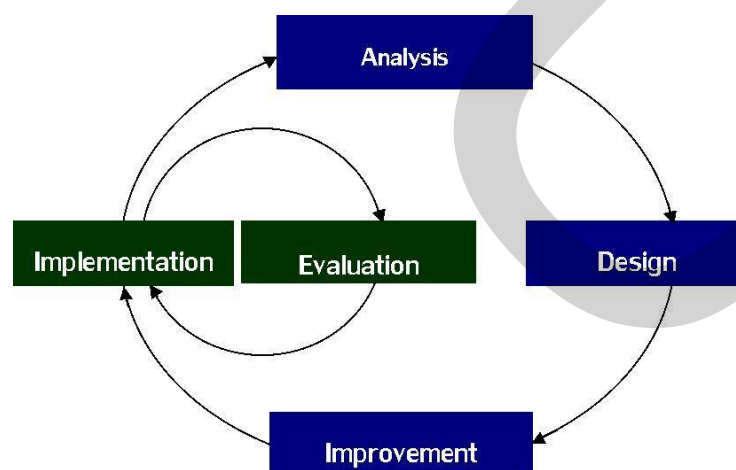 Analysis
Implementation
Evaluation
Design
Improvement